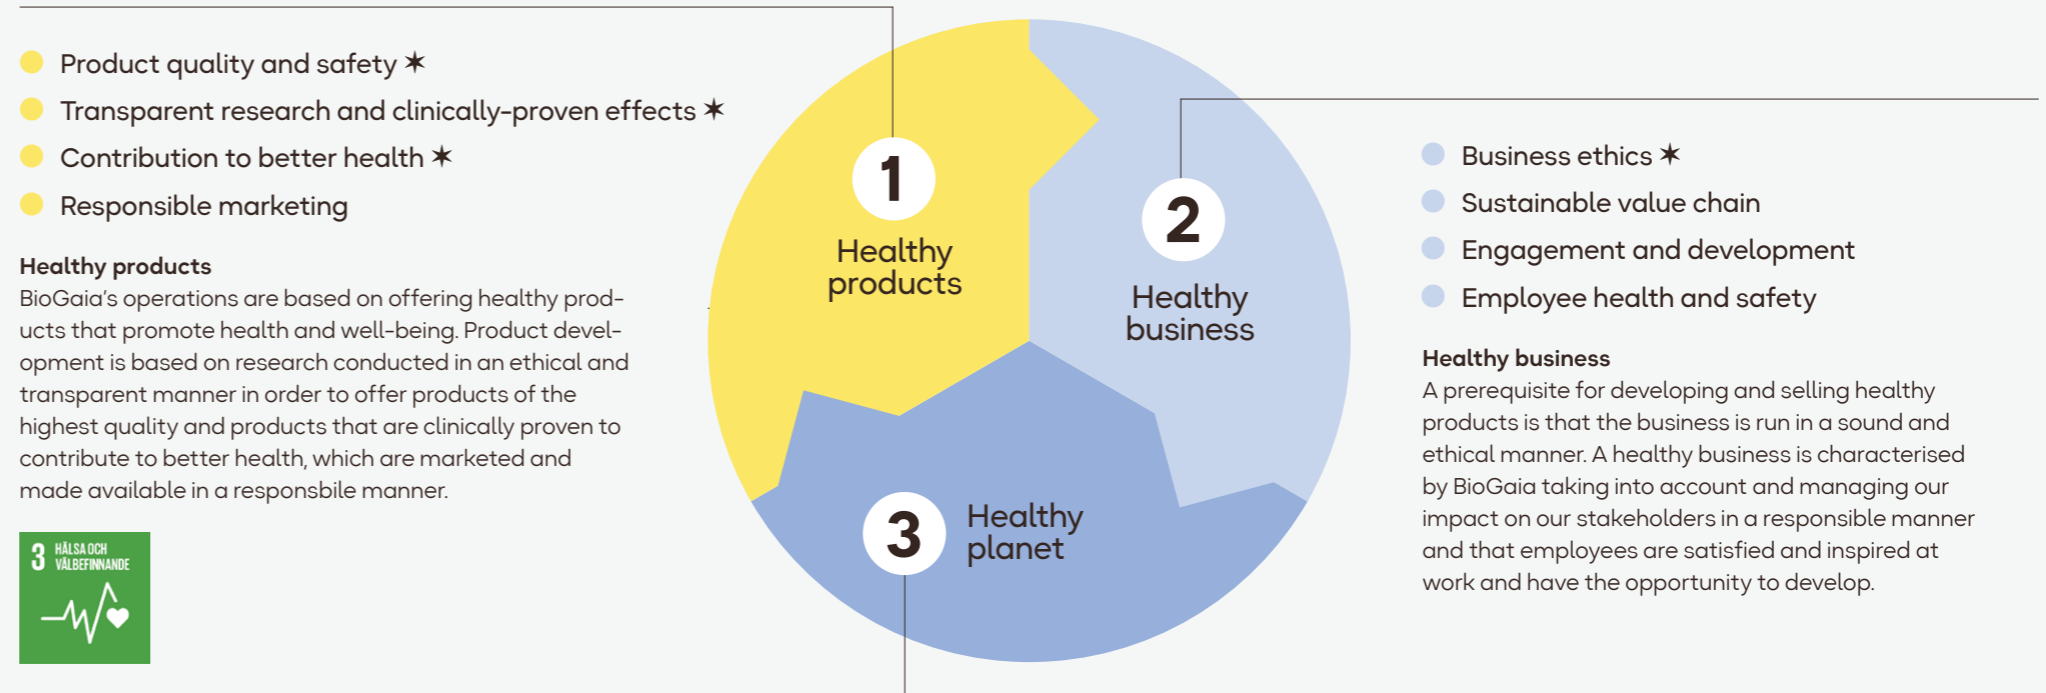 Product quality and safety ✶
Transparent research and clinically-proven effects ✶
Contribution to better health ✶
Responsible marketing
Healthy products
BioGaia's operations are based on offering healthy prod-
ucts that promote health and well-being. Product devel-
opment is based on research conducted in an ethical and
transparent manner in order to offer products of the
highest quality and products that are clinically proven to
contribute to better health, which are marketed and
made available in a responsbile manner.
3 HÄLSA OCH
VÄLBEFINNANDE
1
Healthy
products
2
Healthy
business
3
Healthy
planet
Business ethics ✶
Sustainable value chain
Engagement and development
Employee health and safety
Healthy business
A prerequisite for developing and selling healthy
products is that the business is run in a sound and
ethical manner. A healthy business is characterised
by BioGaia taking into account and managing our
impact on our stakeholders in a responsible manner
and that employees are satisfied and inspired at
work and have the opportunity to develop.